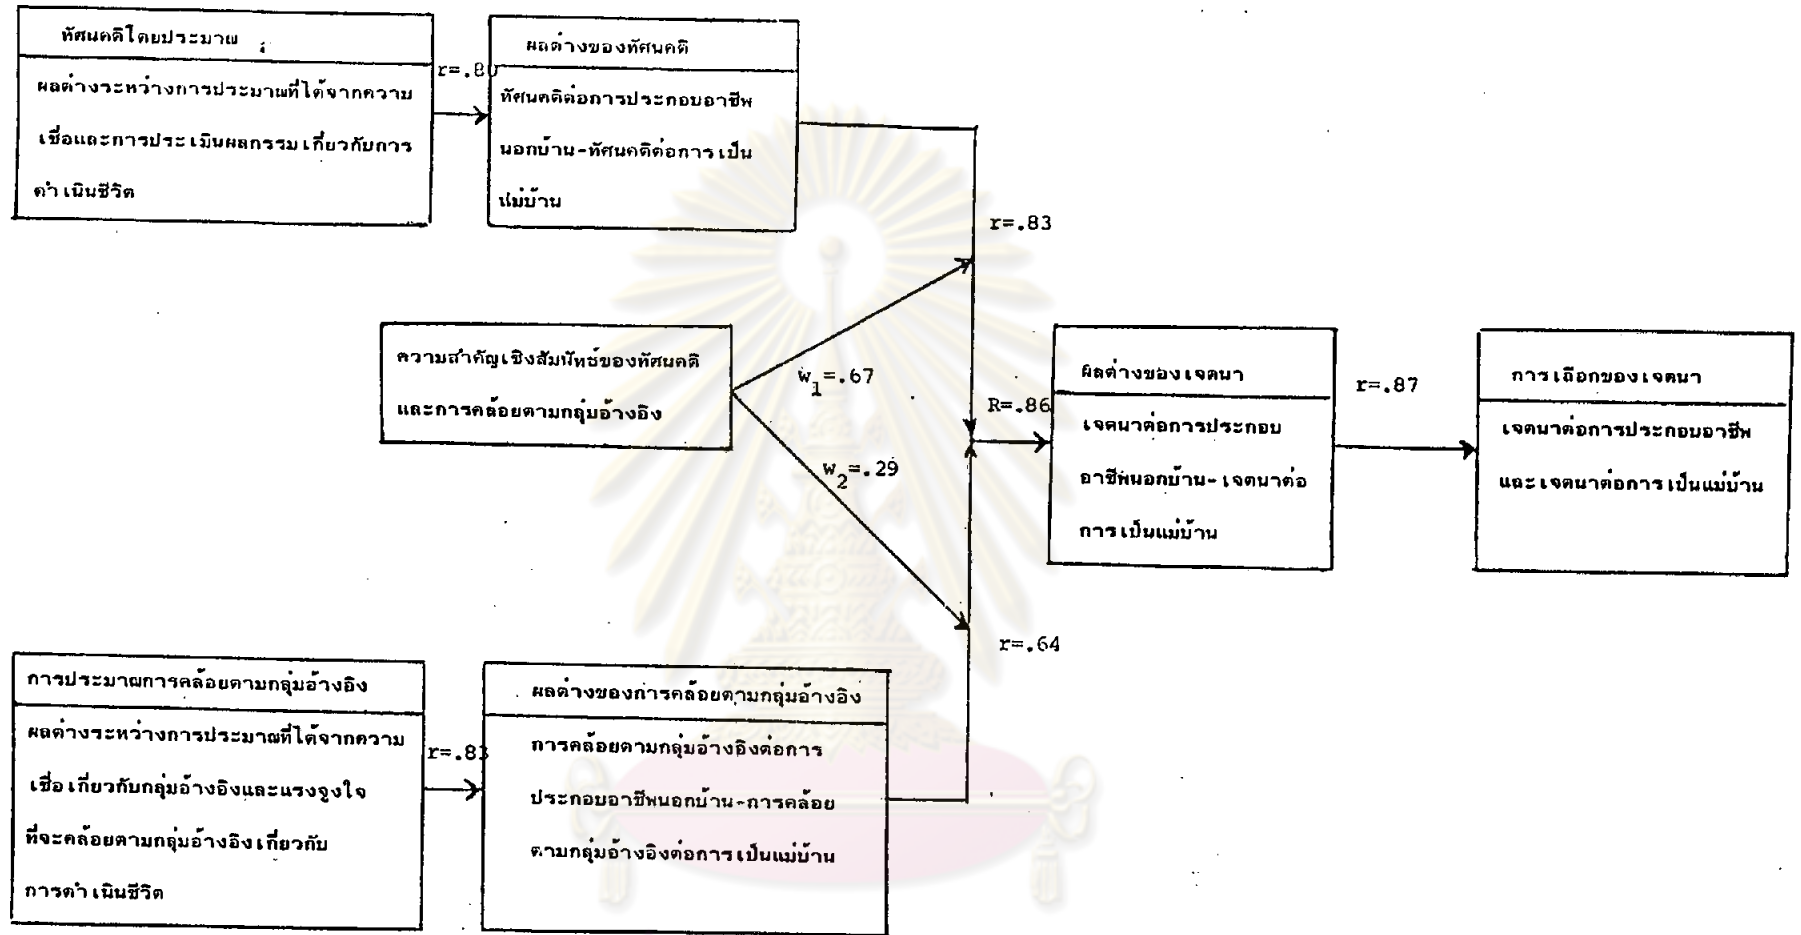 ทัศนคติโดยประมาณ
ผลต่างระหว่างการประมาณที่ได้จากความ
เชื่อและการประเมินผลกรรมเกี่ยวกับการ
ดำเนินชีวิต
r=.80
ผลต่างของทัศนคติ
ทัศนคติต่อการประกอบอาชีพ
นอกบ้าน-ทัศนคติต่อการเป็น
แม่บ้าน
r=.83
ความสำคัญเชิงสัมพัทธ์ของทัศนคติ
และการคล้อยตามกลุ่มอ้างอิง
w1=.67
w2=.29
R=.86
ผลต่างของเจตนา
เจตนาต่อการประกอบ
อาชีพนอกบ้าน-เจตนาต่อ
การเป็นแม่บ้าน
r=.87
การเลือกของเจตนา
เจตนาต่อการประกอบอาชีพ
และเจตนาต่อการเป็นแม่บ้าน
r=.64
การประมาณการคล้อยตามกลุ่มอ้างอิง
ผลต่างระหว่างการประมาณที่ได้จากความ
เชื่อเกี่ยวกับกลุ่มอ้างอิงและแรงจูงใจ
ที่จะคล้อยตามกลุ่มอ้างอิงเกี่ยวกับ
การดำเนินชีวิต
r=.83
ผลต่างของการคล้อยตามกลุ่มอ้างอิง
การคล้อยตามกลุ่มอ้างอิงต่อการ
ประกอบอาชีพนอกบ้าน-การคล้อย
ตามกลุ่มอ้างอิงต่อการเป็นแม่บ้าน